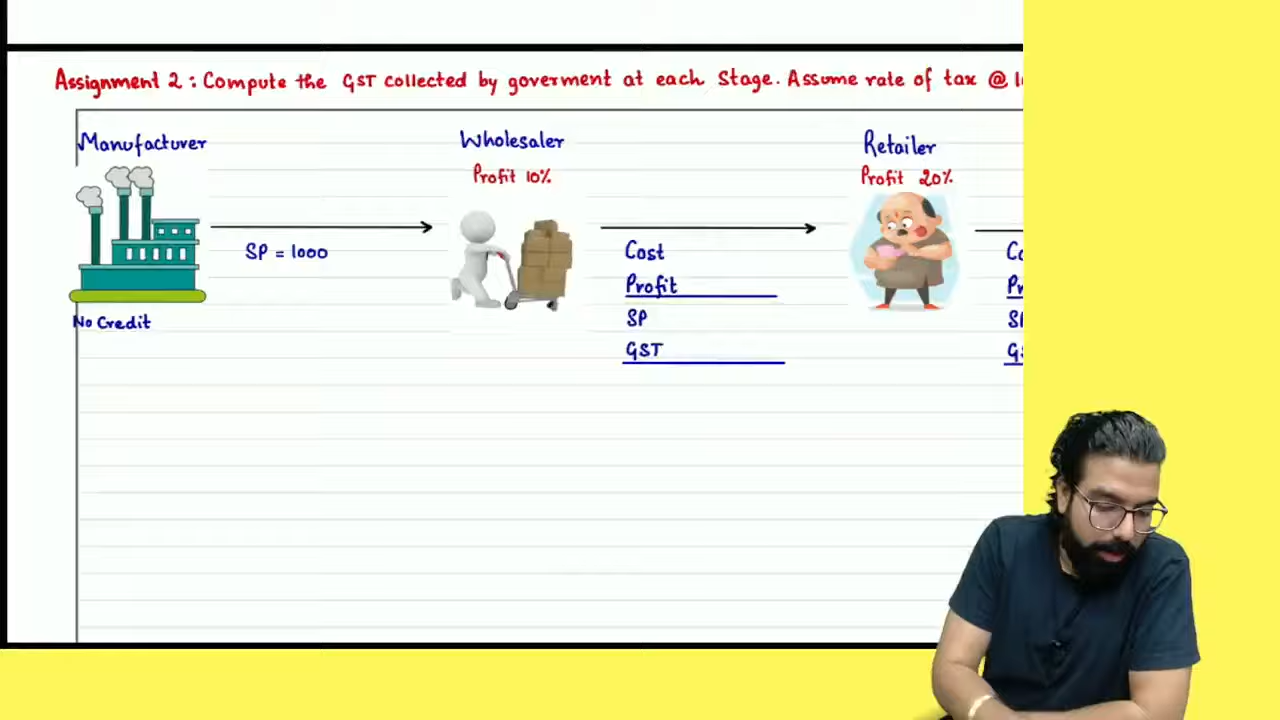 Assignment 2 : Compute the GST collected by goverment at each Stage. Assume rate of tax @
Manufacturer
Wholesaler
Retailer
Profit 10%
Profit 20%
SP = 1000
Cost
Profit
SP
GST
No Credit